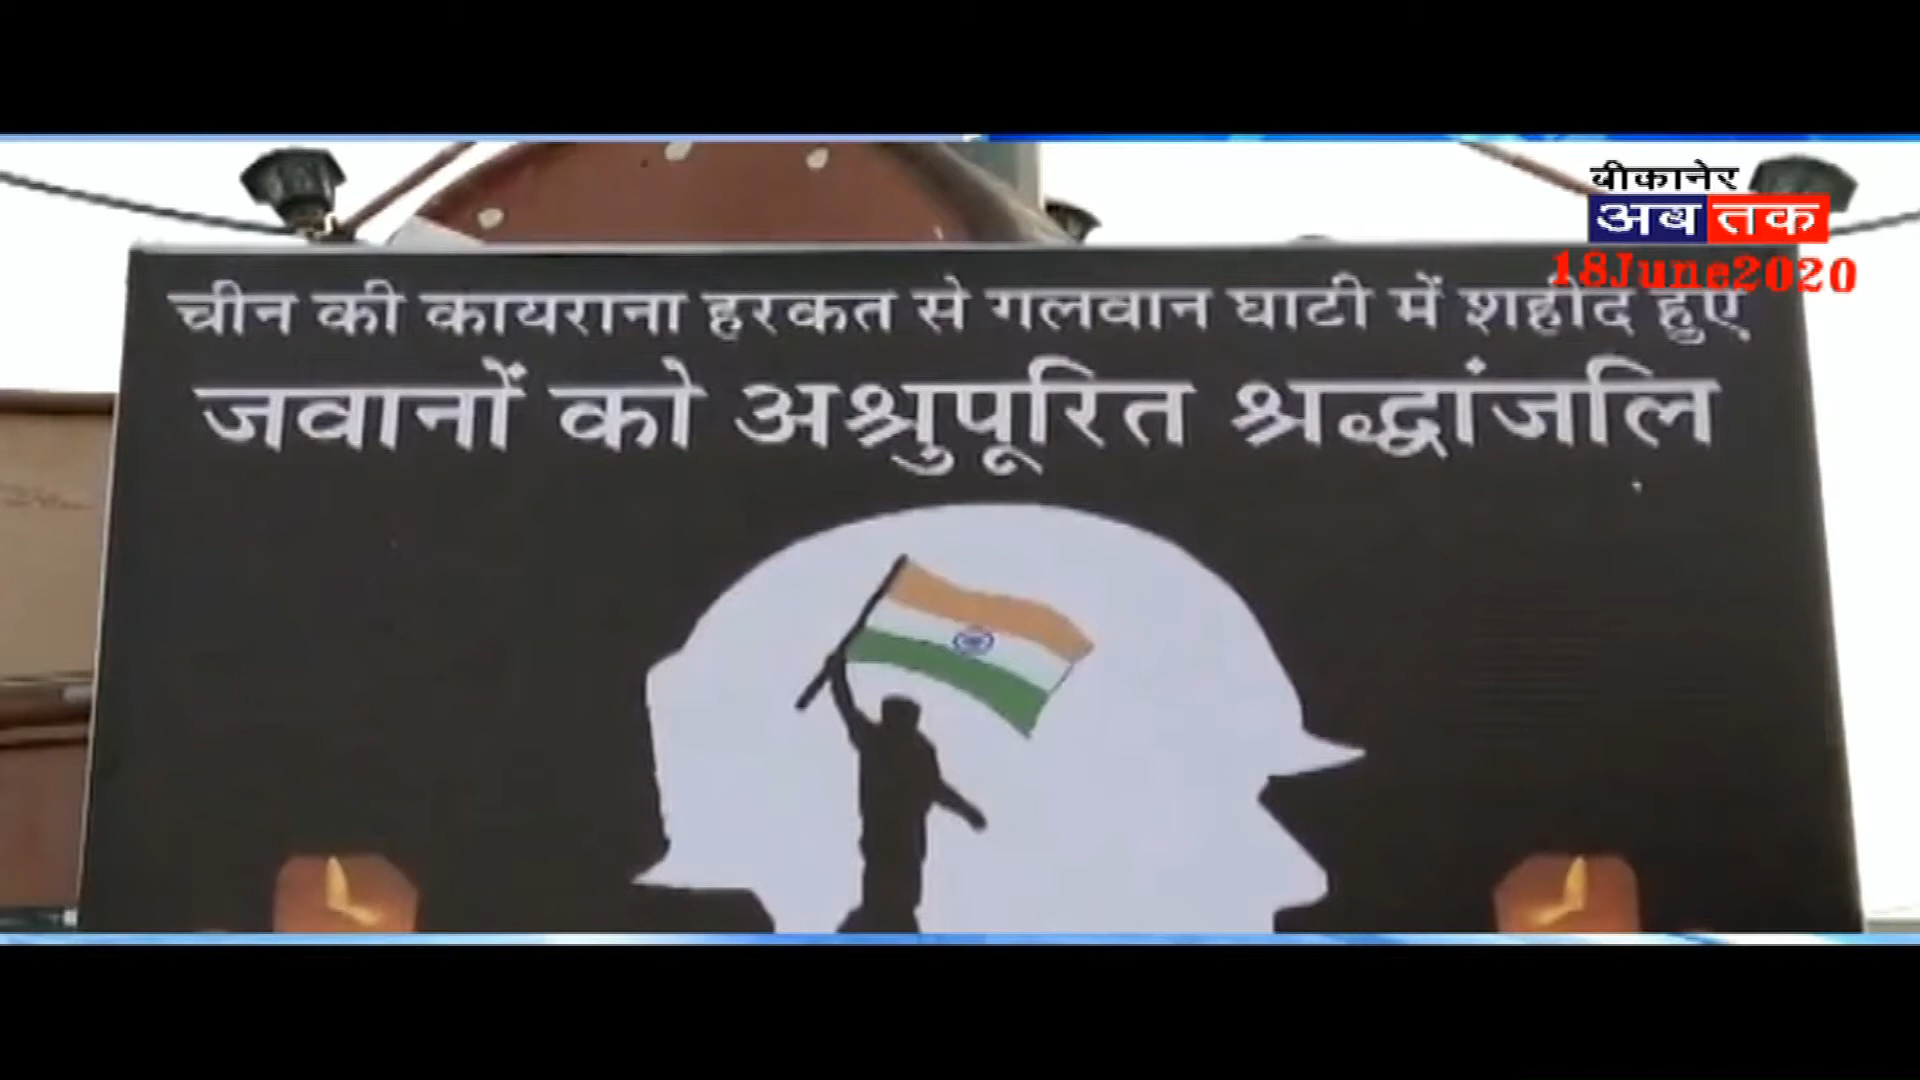 बीकानेर
अब तक
18June2020
चीन की कायराना हरकत से गलवान घाटी में शहीद हुए
जवानों को अश्रुपूरित श्रद्धांजलि